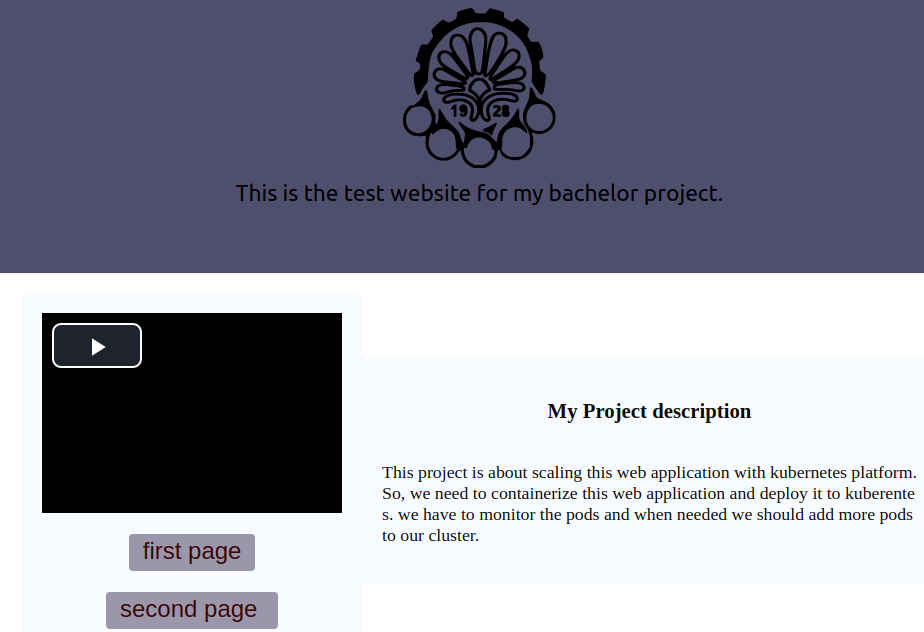 19 28
This is the test website for my bachelor project.
My Project description
This project is about scaling this web application with kubernetes platform.
So, we need to containerize this web application and deploy it to kuberente
s. we have to monitor the pods and when needed we should add more pods
to our cluster.
first page
second page